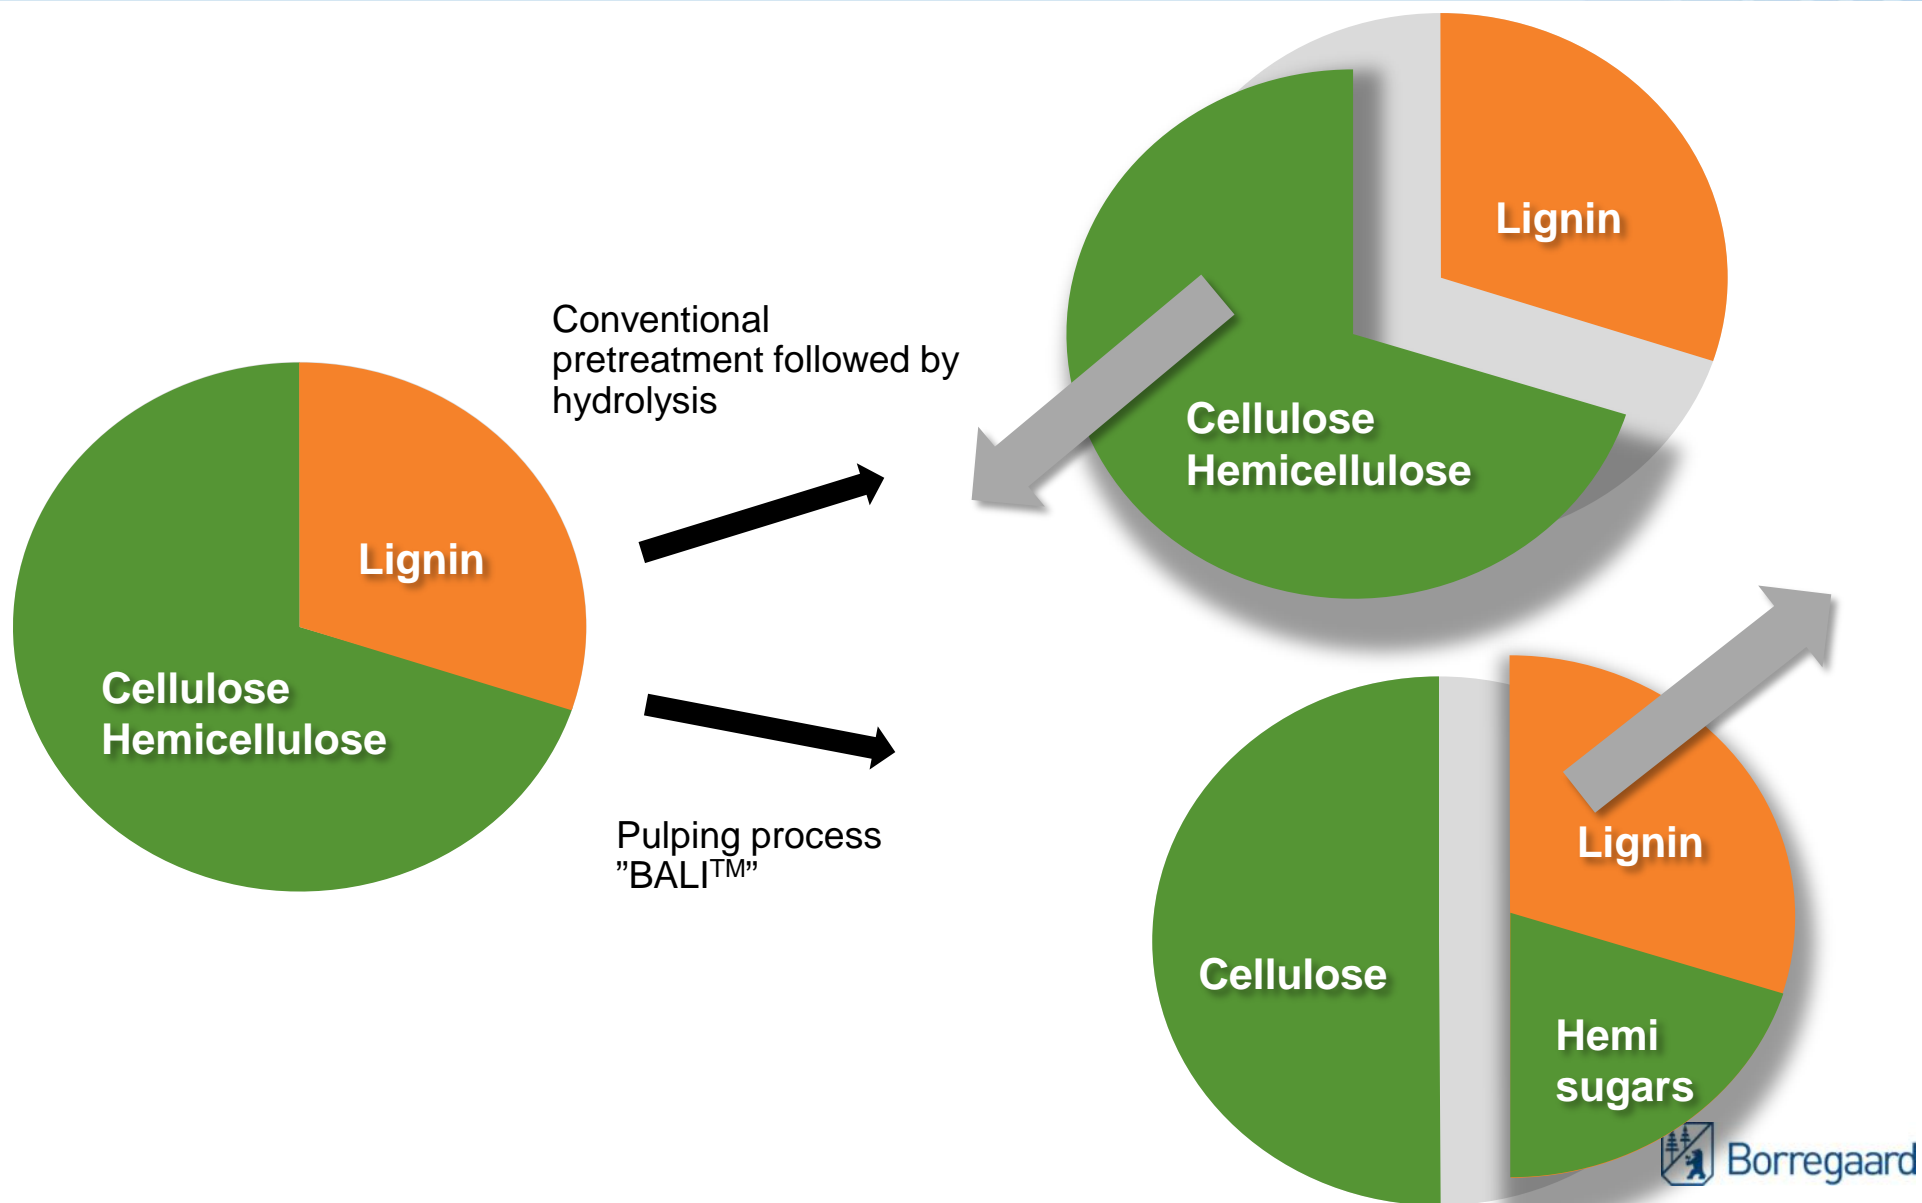 Lignin
Cellulose
Hemicellulose
Conventional
pretreatment followed by
hydrolysis
Pulping process
”BALI™”
Lignin
Cellulose
Hemicellulose
Lignin
Cellulose
Hemi
sugars
Borregaard